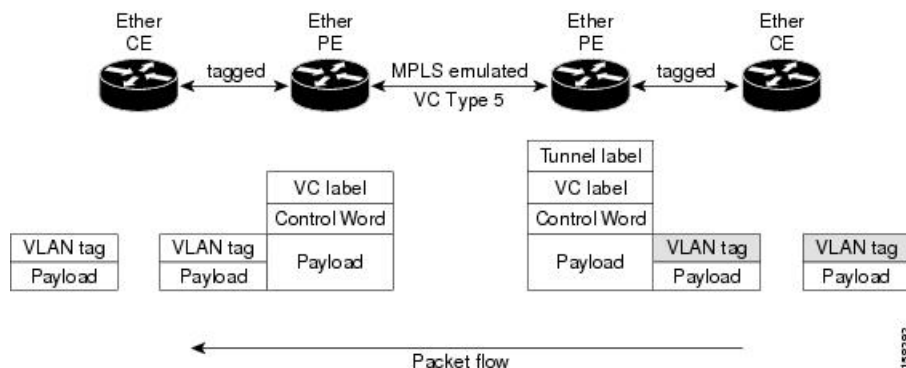 Ether
CE
Ether
PE
Ether
PE
Ether
CE
tagged
MPLS emulated
VC Type 5
tagged
Tunnel label
VC label
VC label
Control Word
Control Word
VLAN tag
VLAN tag
Payload
Payload
VLAN tag
VLAN tag
Payload
Payload
Payload
Payload
Packet flow